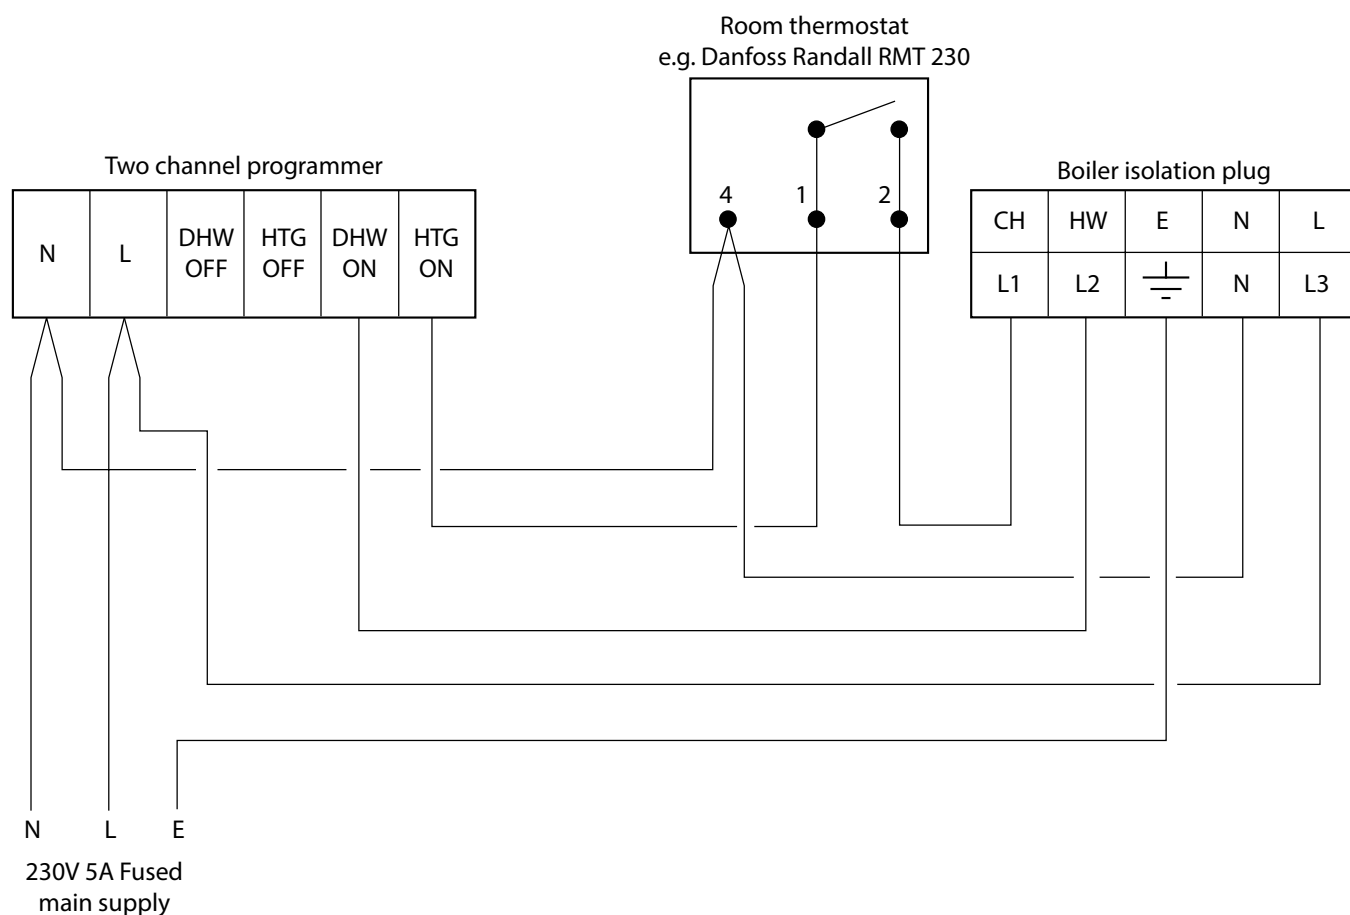 Room thermostat
e.g. Danfoss Randall RMT 230
Two channel programmer
Boiler isolation plug
4 1 2
N L DHW OFF HTG OFF DHW ON HTG ON
CH HW E N L
L1 L2 N L3
N L E
230V 5A Fused
main supply